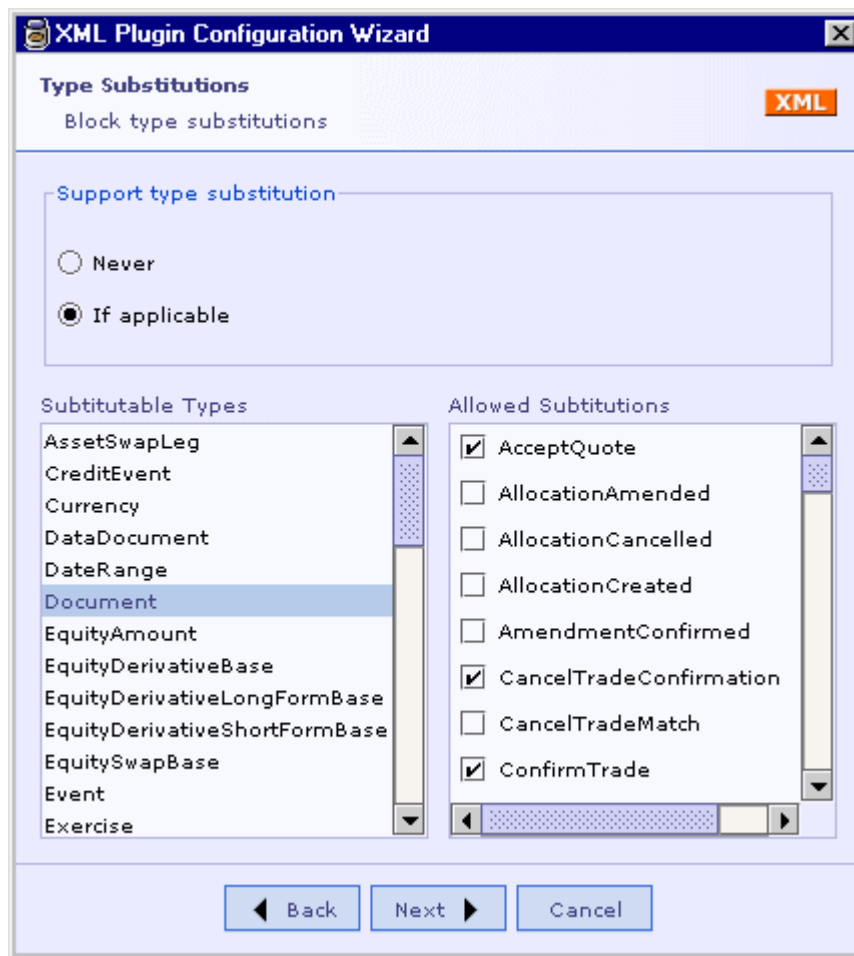 XML Plugin Configuration Wizard
Type Substitutions
XML
Block type substitutions
Support type substitution
Never
If applicable
Subtitutable Types
AssetSwapLeg
CreditEvent
Currency
DataDocument
DateRange
Document
EquityAmount
EquityDerivativeBase
EquityDerivativeLongFormBase
EquityDerivativeShortFormBase
EquitySwapBase
Event
Exercise
Allowed Subtitutions
AcceptQuote
AllocationAmended
AllocationCancelled
AllocationCreated
AmendmentConfirmed
CancelTradeConfirmation
CancelTradeMatch
ConfirmTrade
Back
Next
Cancel